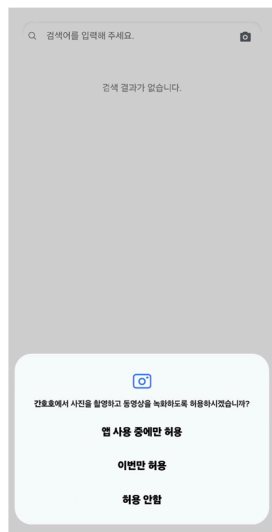 검색어를 입력해 주세요.
검색 결과가 없습니다.
간호호에서 사진을 촬영하고 동영상을 녹화하도록 허용하시겠습니까?
앱 사용 중에만 허용
이번만 허용
허용 안함